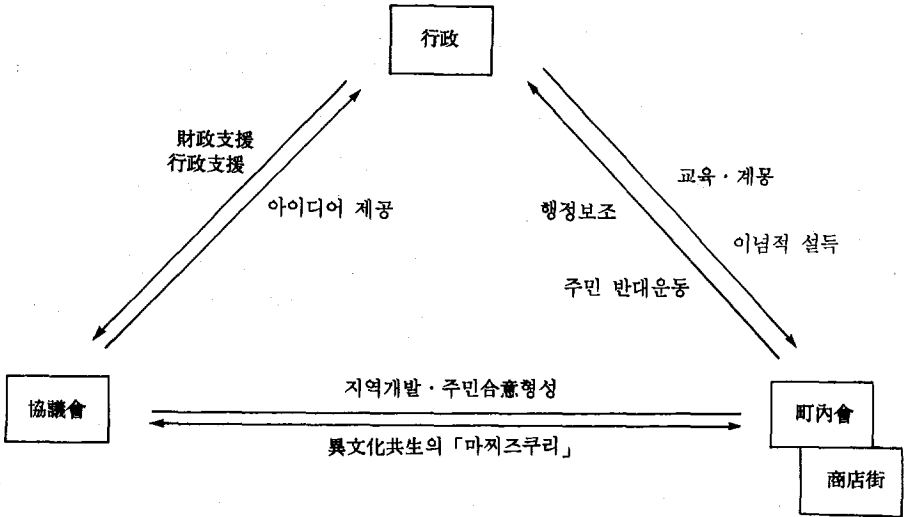 行政
財政支援
行政支援
아이디어 제공
교육·계몽
행정보조
이념적 설득
주민 반대운동
協議會
지역개발·주민合意형성
異文化共生의「마찌즈쿠리」
町內會
商店街